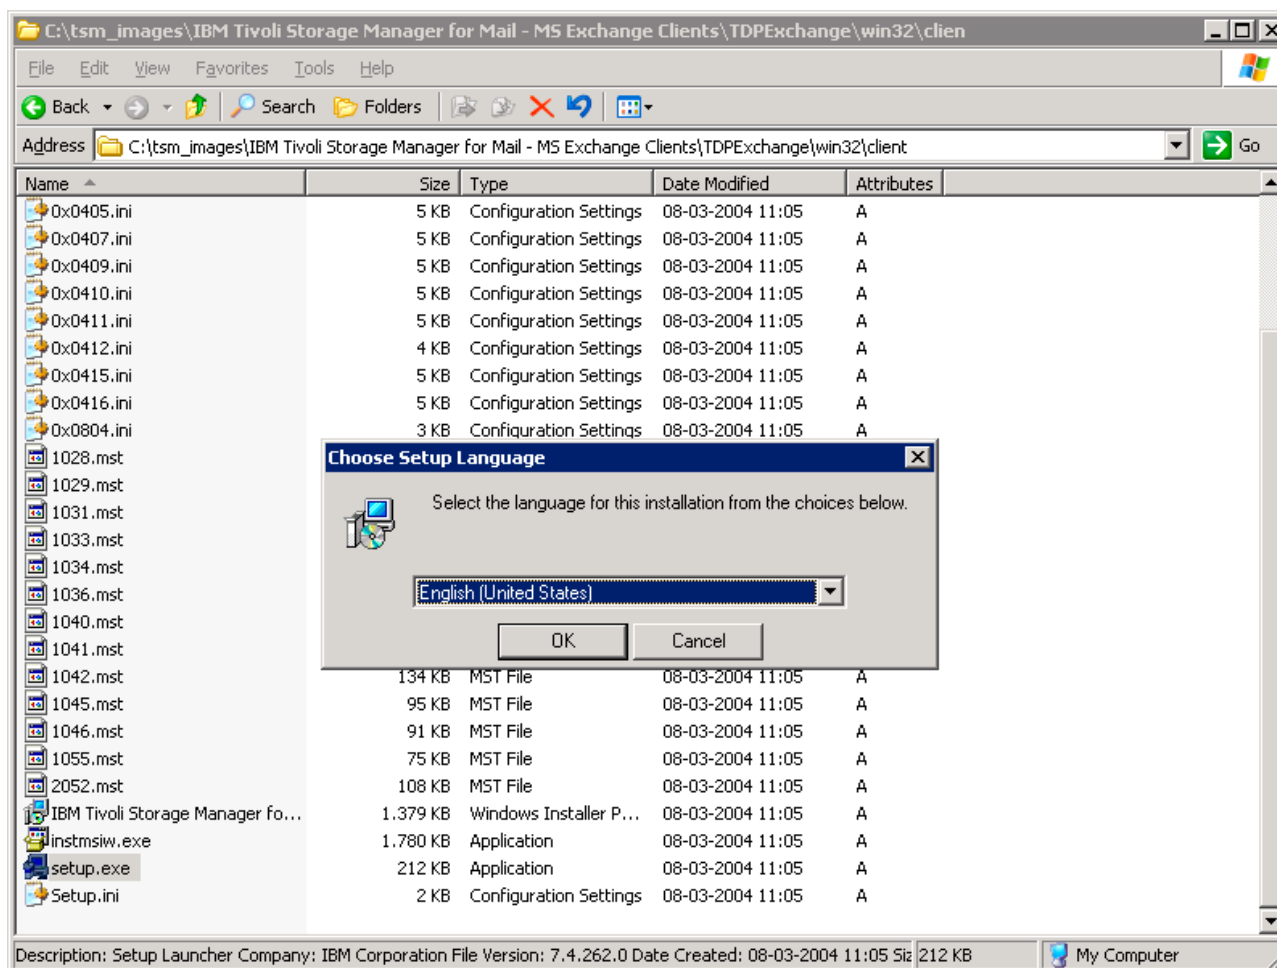 C:\tsm_images\IBM Tivoli Storage Manager for Mail - MS Exchange Clients\TDPExchange\win32\clien
File Edit View Favorites Tools Help
Back Search Folders
Address C:\tsm_images\IBM Tivoli Storage Manager for Mail - MS Exchange Clients\TDPExchange\win32\client Go
Name Size Type Date Modified Attributes
0x0405.ini 5 KB Configuration Settings 08-03-2004 11:05 A
0x0407.ini 5 KB Configuration Settings 08-03-2004 11:05 A
0x0409.ini 5 KB Configuration Settings 08-03-2004 11:05 A
0x0410.ini 5 KB Configuration Settings 08-03-2004 11:05 A
0x0411.ini 5 KB Configuration Settings 08-03-2004 11:05 A
0x0412.ini 4 KB Configuration Settings 08-03-2004 11:05 A
0x0415.ini 5 KB Configuration Settings 08-03-2004 11:05 A
0x0416.ini 5 KB Configuration Settings 08-03-2004 11:05 A
0x0804.ini 3 KB Configuration Settings 08-03-2004 11:05 A
1028.mst
1029.mst
1031.mst
1033.mst
1034.mst
1036.mst
1040.mst
1041.mst
Choose Setup Language
Select the language for this installation from the choices below.
English (United States)
OK Cancel
1042.mst 134 KB MST File 08-03-2004 11:05 A
1045.mst 95 KB MST File 08-03-2004 11:05 A
1046.mst 91 KB MST File 08-03-2004 11:05 A
1055.mst 75 KB MST File 08-03-2004 11:05 A
2052.mst 108 KB MST File 08-03-2004 11:05 A
IBM Tivoli Storage Manager fo... 1.379 KB Windows Installer P... 08-03-2004 11:05 A
instmsiw.exe 1.780 KB Application 08-03-2004 11:05 A
setup.exe 212 KB Application 08-03-2004 11:05 A
Setup.ini 2 KB Configuration Settings 08-03-2004 11:05 A
Description: Setup Launcher Company: IBM Corporation File Version: 7.4.262.0 Date Created: 08-03-2004 11:05 Siz 212 KB My Computer